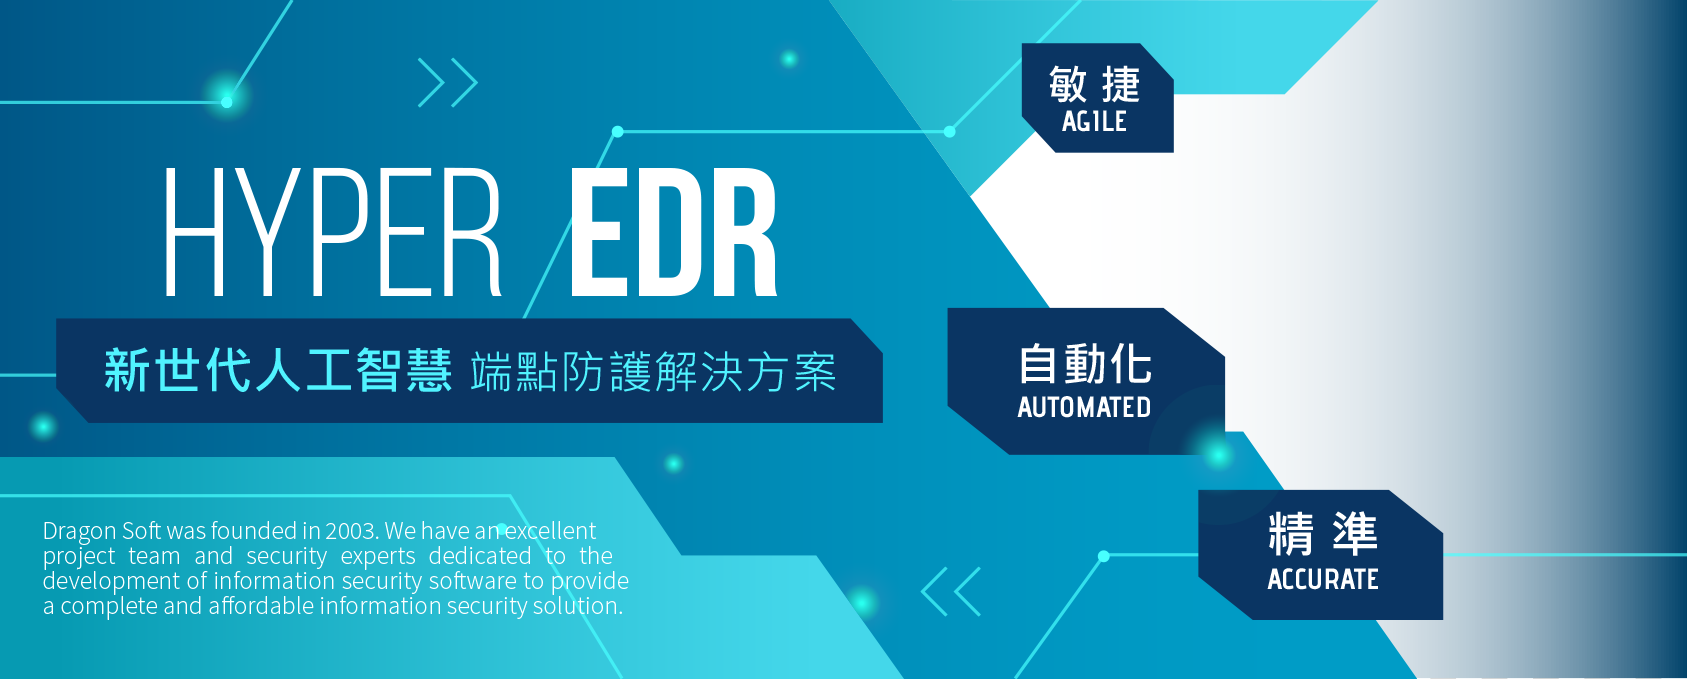 敏 捷
AGILE
HYPER EDR
新世代人工智慧 端點防護解決方案
自動化
AUTOMATED
精 準
ACCURATE
Dragon Soft was founded in 2003. We have an excellent
project team and security experts dedicated to the
development of information security software to provide
a complete and affordable information security solution.